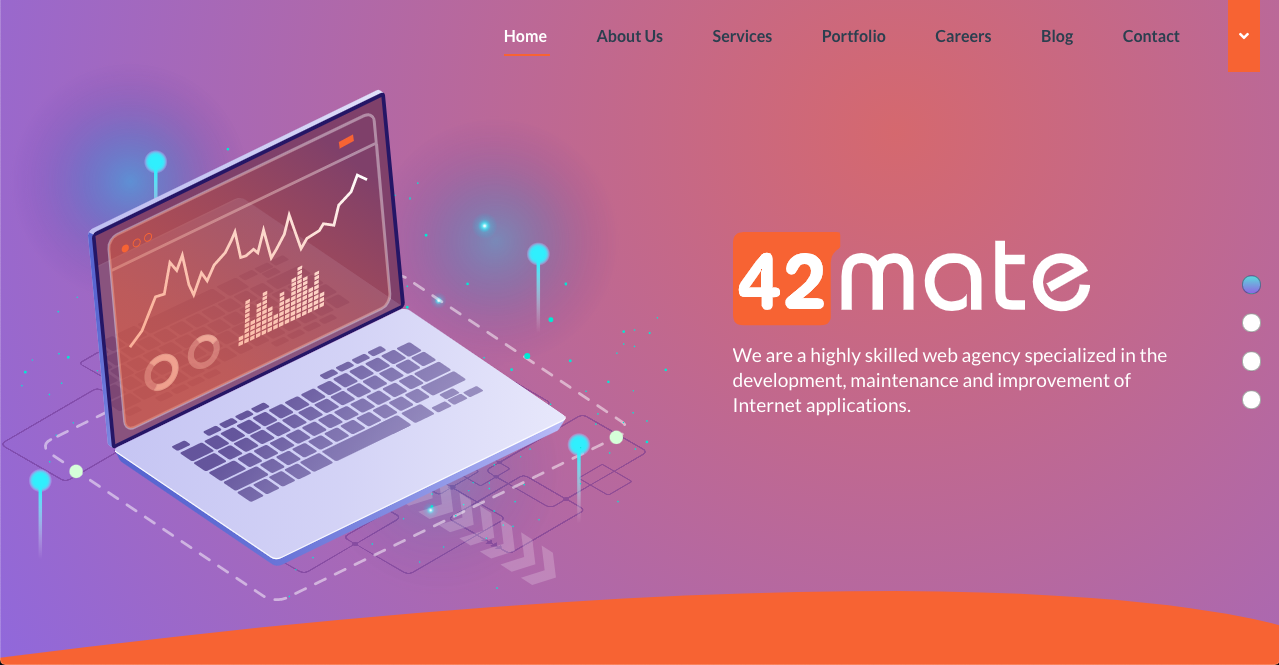 Home About Us Services Portfolio Careers Blog Contact
42mate
We are a highly skilled web agency specialized in the
development, maintenance and improvement of
Internet applications.